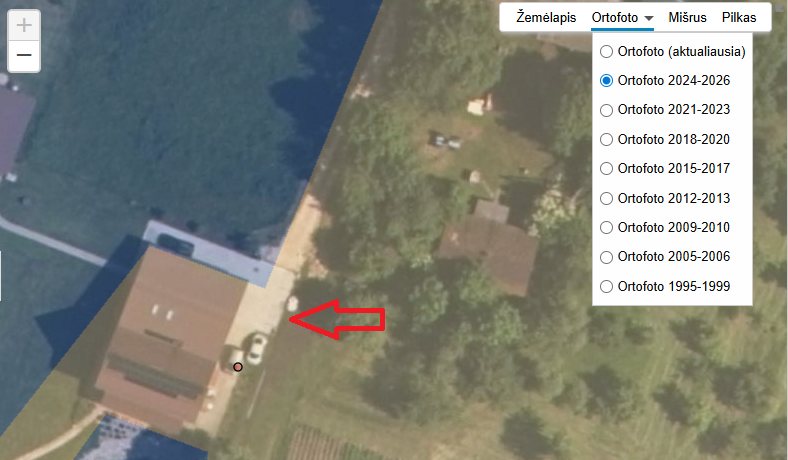 Žemėlapis Ortofoto Mišrus Pilkas
Ortofoto (aktualiausia)
Ortofoto 2024-2026
Ortofoto 2021-2023
Ortofoto 2018-2020
Ortofoto 2015-2017
Ortofoto 2012-2013
Ortofoto 2009-2010
Ortofoto 2005-2006
Ortofoto 1995-1999